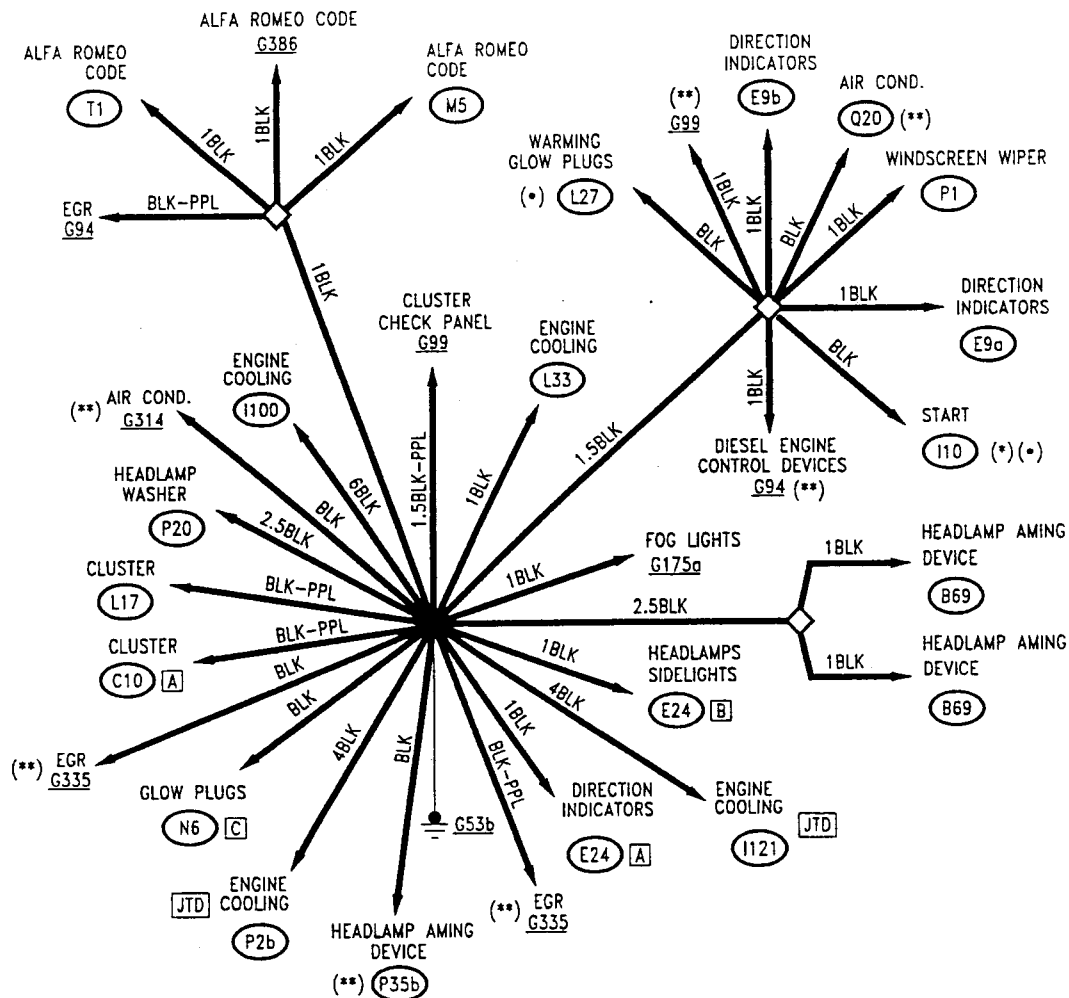 ALFA ROMEO CODE
G386
ALFA ROMEO
CODE
T1
ALFA ROMEO
CODE
M5
1BLK
1BLK
1BLK
BLK-PPL
EGR
G94
1BLK
DIRECTION
INDICATORS
E9b
AIR COND.
Q20 (**)
(**)
G99
WARMING
GLOW PLUGS
(•) L27
WINDSCREEN WIPER
P1
BLK
1BLK
1BLK
BLK
1BLK
1BLK
DIRECTION
INDICATORS
E9a
BLK
1BLK
START
I10 (*)(•)
DIESEL ENGINE
CONTROL DEVICES
G94 (**)
1.5BLK
CLUSTER
CHECK PANEL
G99
ENGINE
COOLING
L33
ENGINE
COOLING
I100
(**) AIR COND.
G314
HEADLAMP
WASHER
P20
6BLK
BLK
2.5BLK
1.5BLK-PPL
1BLK
CLUSTER
L17
BLK-PPL
FOG LIGHTS
G175a
1BLK
2.5BLK
1BLK
HEADLAMP AMING
DEVICE
B69
1BLK
HEADLAMP AMING
DEVICE
B69
CLUSTER
C10 A
BLK-PPL
BLK
(**) EGR
G335
BLK
GLOW PLUGS
N6 C
4BLK
JTD ENGINE
COOLING
P2b
BLK
HEADLAMP AMING
DEVICE
(**) P35b
G53b
BLK-PPL
(**) EGR
G335
1BLK
DIRECTION
INDICATORS
E24 A
1BLK
HEADLAMPS
SIDELIGHTS
E24 B
4BLK
ENGINE
COOLING JTD
I121